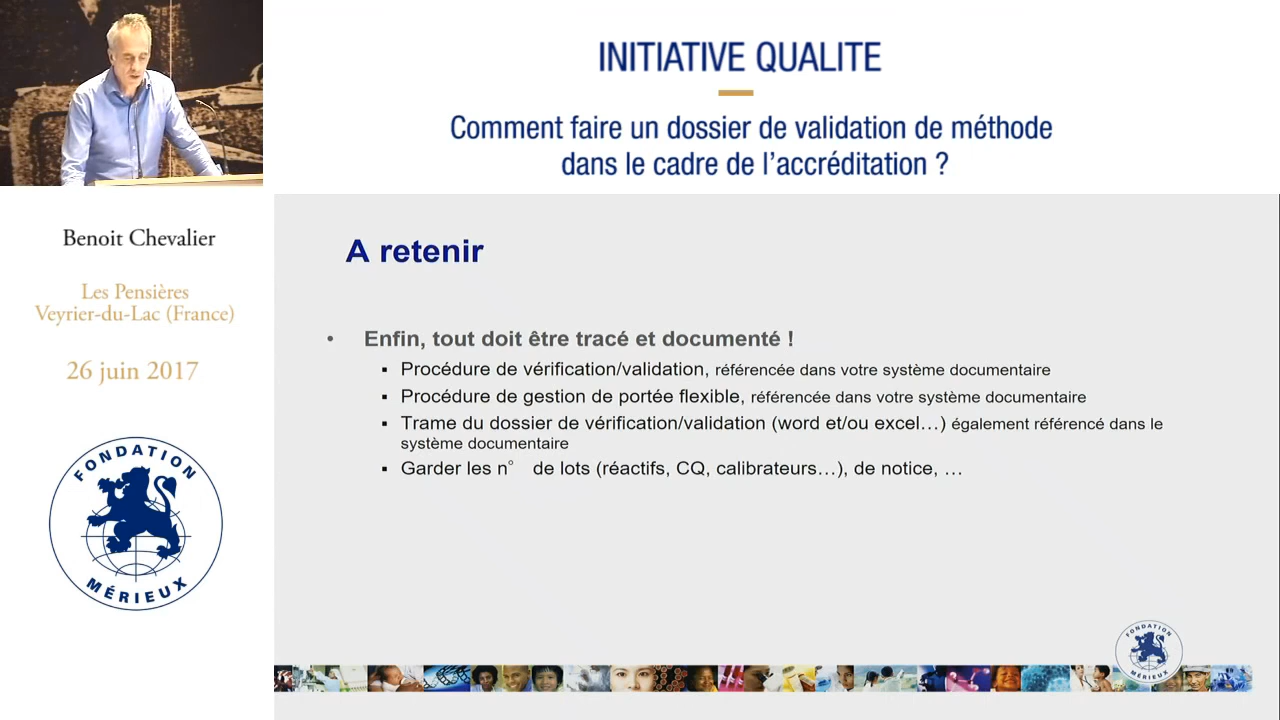 INITIATIVE QUALITE
Comment faire un dossier de validation de méthode
dans le cadre de l'accréditation ?
Benoit Chevalier
Les Pensières
Veyrier-du-Lac (France)
26 juin 2017
FONDATION
MÉRIEUX
A retenir
• Enfin, tout doit être tracé et documenté !
▪ Procédure de vérification/validation, référencée dans votre système documentaire
▪ Procédure de gestion de portée flexible, référencée dans votre système documentaire
▪ Trame du dossier de vérification/validation (word et/ou excel…) également référencé dans le
système documentaire
▪ Garder les n° de lots (réactifs, CQ, calibrateurs…), de notice, …
FONDATION
MÉRIEUX